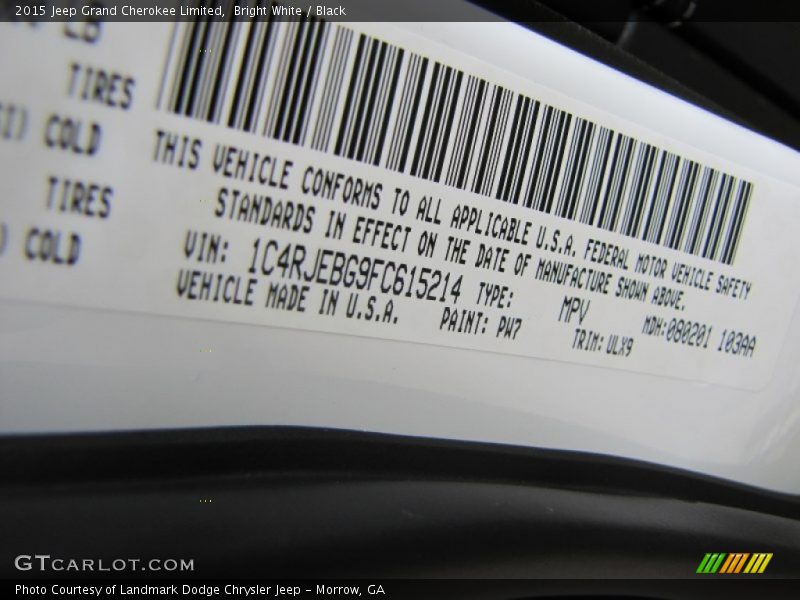 2015 Jeep Grand Cherokee Limited, Bright White / Black
LB
TIRES
COLD
TIRES
COLD
THIS VEHICLE CONFORMS TO ALL APPLICABLE U.S.A. FEDERAL MOTOR VEHICLE SAFETY
STANDARDS IN EFFECT ON THE DATE OF MANUFACTURE SHOWN ABOVE.
VIN: 1C4RJEBG9FC615214 TYPE: MPV MDH:080201 103AA
VEHICLE MADE IN U.S.A. PAINT: PW7 TRIM: ULX9
GTCARLOT.COM
Photo Courtesy of Landmark Dodge Chrysler Jeep - Morrow, GA